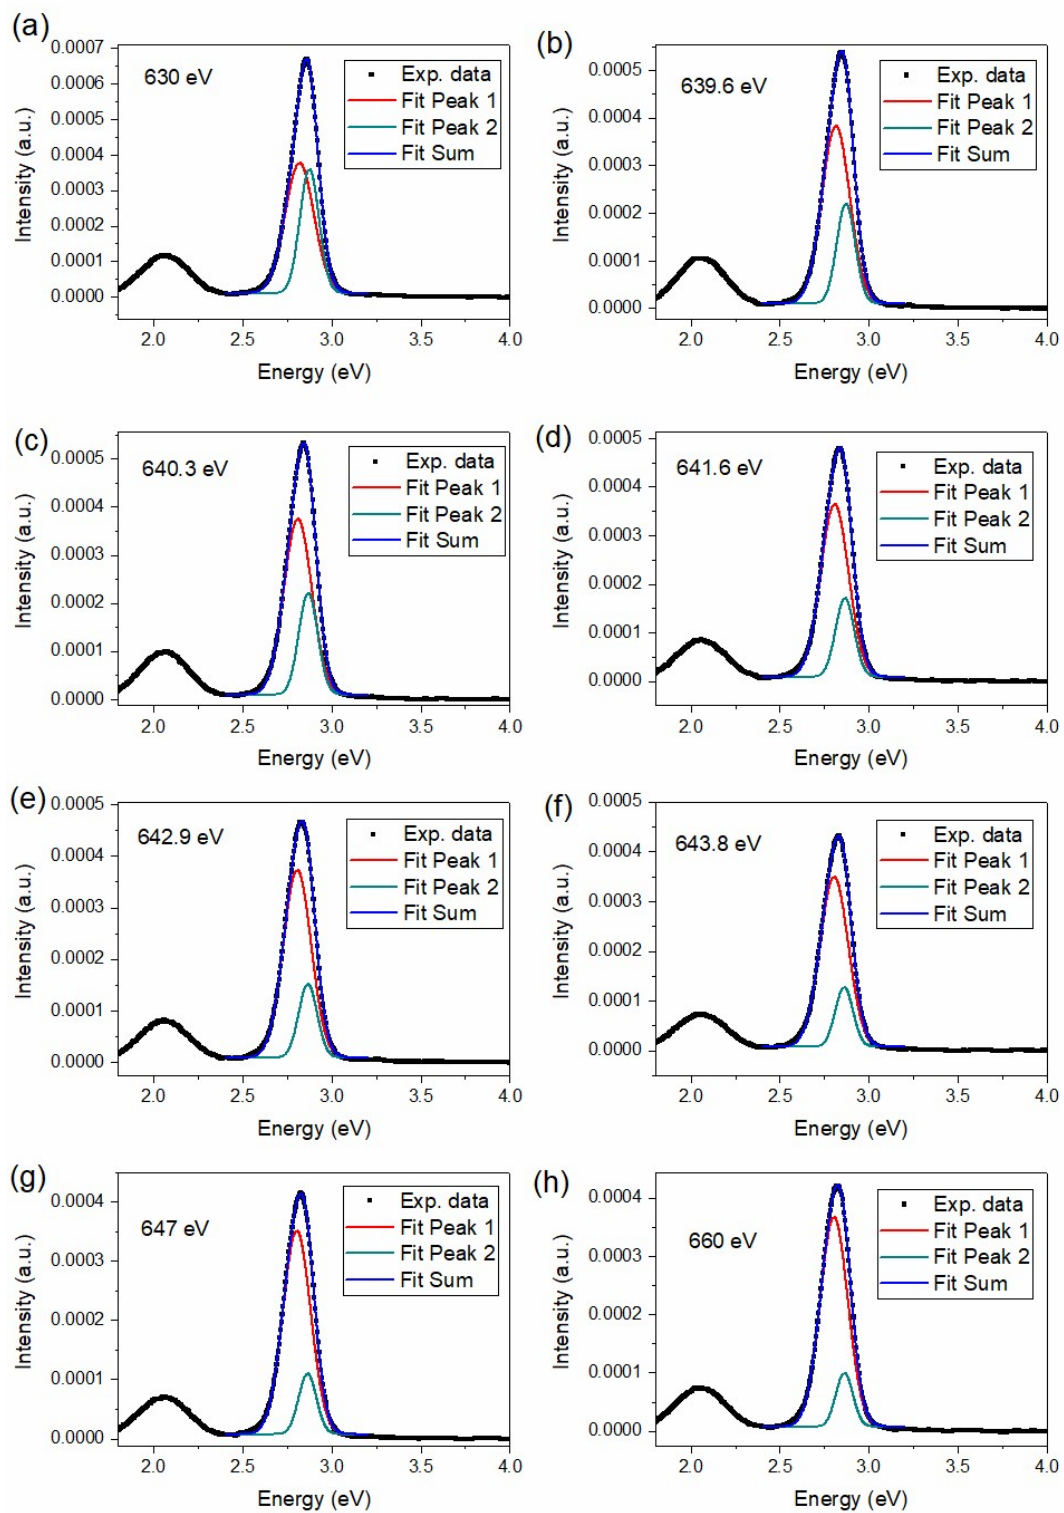 (a)
0.0007
0.0006
0.0005
0.0004
0.0003
0.0002
0.0001
0.0000
Intensity (a.u.)
630 eV
Exp. data
Fit Peak 1
Fit Peak 2
Fit Sum
2.0 2.5 3.0 3.5 4.0
Energy (eV)
(b)
0.0005
0.0004
0.0003
0.0002
0.0001
0.0000
Intensity (a.u.)
639.6 eV
Exp. data
Fit Peak 1
Fit Peak 2
Fit Sum
2.0 2.5 3.0 3.5 4.0
Energy (eV)
(c)
0.0005
0.0004
0.0003
0.0002
0.0001
0.0000
Intensity (a.u.)
640.3 eV
Exp. data
Fit Peak 1
Fit Peak 2
Fit Sum
2.0 2.5 3.0 3.5 4.0
Energy (eV)
(d)
0.0005
0.0004
0.0003
0.0002
0.0001
0.0000
Intensity (a.u.)
641.6 eV
Exp. data
Fit Peak 1
Fit Peak 2
Fit Sum
2.0 2.5 3.0 3.5 4.0
Energy (eV)
(e)
0.0005
0.0004
0.0003
0.0002
0.0001
0.0000
Intensity (a.u.)
642.9 eV
Exp. data
Fit Peak 1
Fit Peak 2
Fit Sum
2.0 2.5 3.0 3.5 4.0
Energy (eV)
(f)
0.0005
0.0004
0.0003
0.0002
0.0001
0.0000
Intensity (a.u.)
643.8 eV
Exp. data
Fit Peak 1
Fit Peak 2
Fit Sum
2.0 2.5 3.0 3.5 4.0
Energy (eV)
(g)
0.0004
0.0003
0.0002
0.0001
0.0000
Intensity (a.u.)
647 eV
Exp. data
Fit Peak 1
Fit Peak 2
Fit Sum
2.0 2.5 3.0 3.5 4.0
Energy (eV)
(h)
0.0004
0.0003
0.0002
0.0001
0.0000
Intensity (a.u.)
660 eV
Exp. data
Fit Peak 1
Fit Peak 2
Fit Sum
2.0 2.5 3.0 3.5 4.0
Energy (eV)